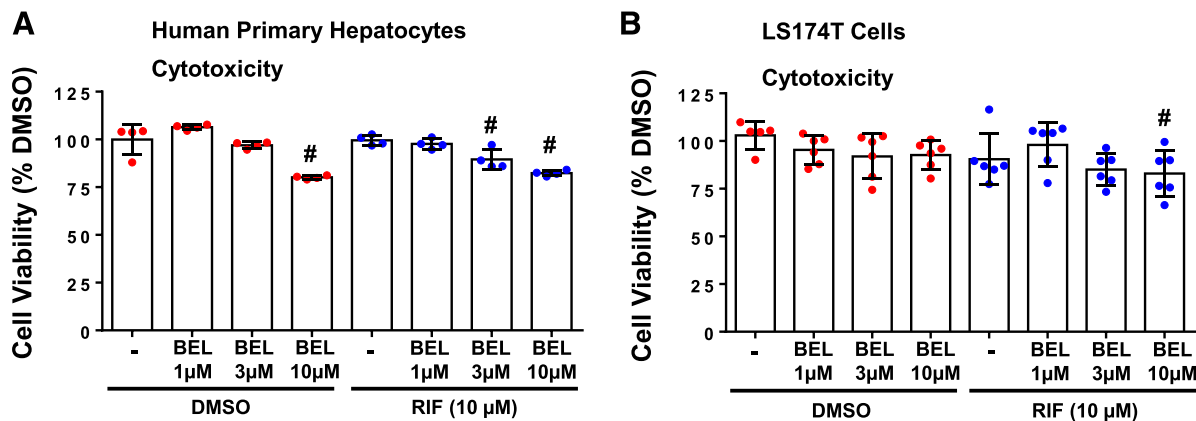 A
Human Primary Hepatocytes
Cytotoxicity
Cell Viability (% DMSO)
125
100
75
50
25
0
#
#
#
- BEL BEL BEL - BEL BEL BEL
1μM 3μM 10μM 1μM 3μM 10μM
DMSO RIF (10 μM)
B
LS174T Cells
Cytotoxicity
Cell Viability (% DMSO)
125
100
75
50
25
0
#
- BEL BEL BEL - BEL BEL BEL
1μM 3μM 10μM 1μM 3μM 10μM
DMSO RIF (10 μM)